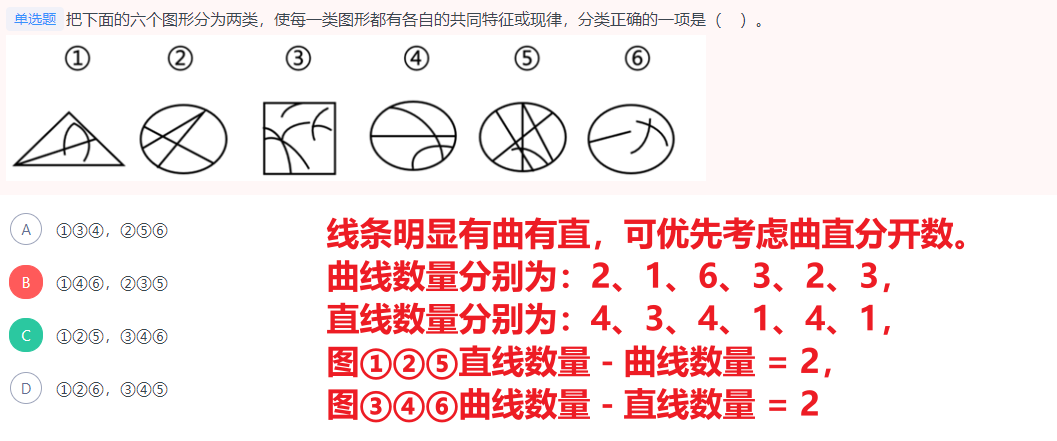 单选题 把下面的六个图形分为两类，使每一类图形都有各自的共同特征或现律，分类正确的一项是（ ）。
① ② ③ ④ ⑤ ⑥
A ①③④，②⑤⑥
B ①④⑥，②③⑤
C ①②⑤，③④⑥
D ①②⑥，③④⑤
线条明显有曲有直，可优先考虑曲直分开数。
曲线数量分别为：2、1、6、3、2、3，
直线数量分别为：4、3、4、1、4、1，
图①②⑤直线数量 - 曲线数量 = 2，
图③④⑥曲线数量 - 直线数量 = 2